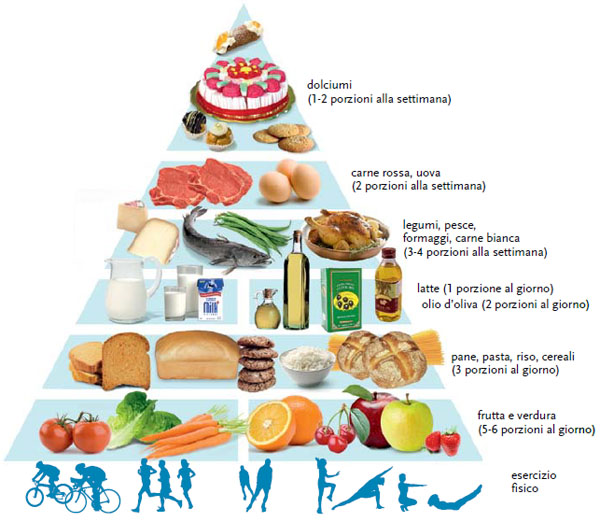 dolciumi
(1-2 porzioni alla settimana)
carne rossa, uova
(2 porzioni alla settimana)
legumi, pesce,
formaggi, carne bianca
(3-4 porzioni alla settimana)
latte (1 porzione al giorno)
olio d'oliva (2 porzioni al giorno)
milk
pane, pasta, riso, cereali
(3 porzioni al giorno)
frutta e verdura
(5-6 porzioni al giorno)
esercizio
fisico